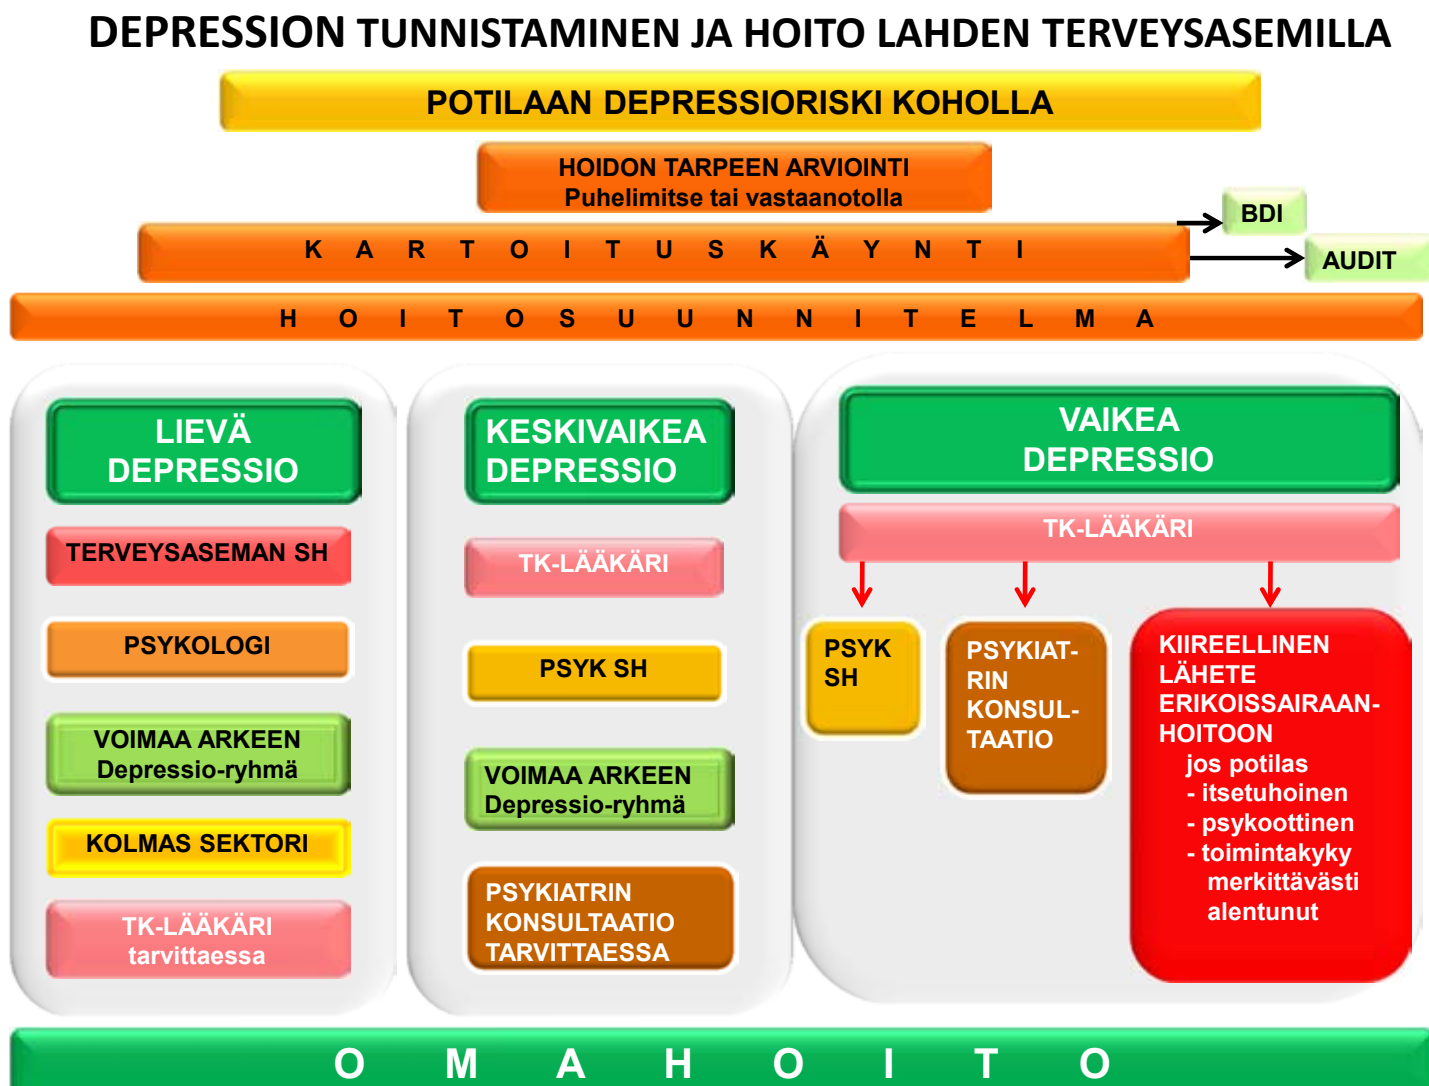 DEPRESSION TUNNISTAMINEN JA HOITO LAHDEN TERVEYSASEMILLA
POTILAAN DEPRESSIORISKI KOHOLLA
HOIDON TARPEEN ARVIOINTI
Puhelimitse tai vastaanotolla
K A R T O I T U S K Ä Y N T I
BDI
AUDIT
H O I T O S U U N N I T E L M A
LIEVÄ
DEPRESSIO
TERVEYSASEMAN SH
PSYKOLOGI
VOIMAA ARKEEN
Depressio-ryhmä
KOLMAS SEKTORI
TK-LÄÄKÄRI
tarvittaessa
KESKIVAIKEA
DEPRESSIO
TK-LÄÄKÄRI
PSYK SH
VOIMAA ARKEEN
Depressio-ryhmä
PSYKIATRIN
KONSULTAATIO
TARVITTAESSA
VAIKEA
DEPRESSIO
TK-LÄÄKÄRI
PSYK
SH
PSYKIAT-
RIN
KONSUL-
TAATIO
KIIREELLINEN
LÄHETE
ERIKOISSAIRAAN-
HOITOON
jos potilas
- itsetuhoinen
- psykoottinen
- toimintakyky
merkittävästi
alentunut
O M A H O I T O